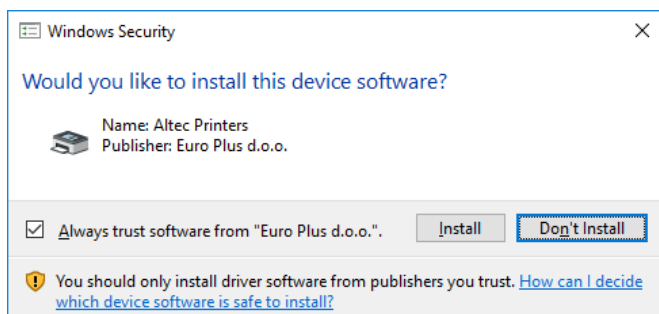 Windows Security
Would you like to install this device software?
Name: Altec Printers
Publisher: Euro Plus d.o.o.
Always trust software from "Euro Plus d.o.o.".
Install
Don't Install
You should only install driver software from publishers you trust. How can I decide
which device software is safe to install?